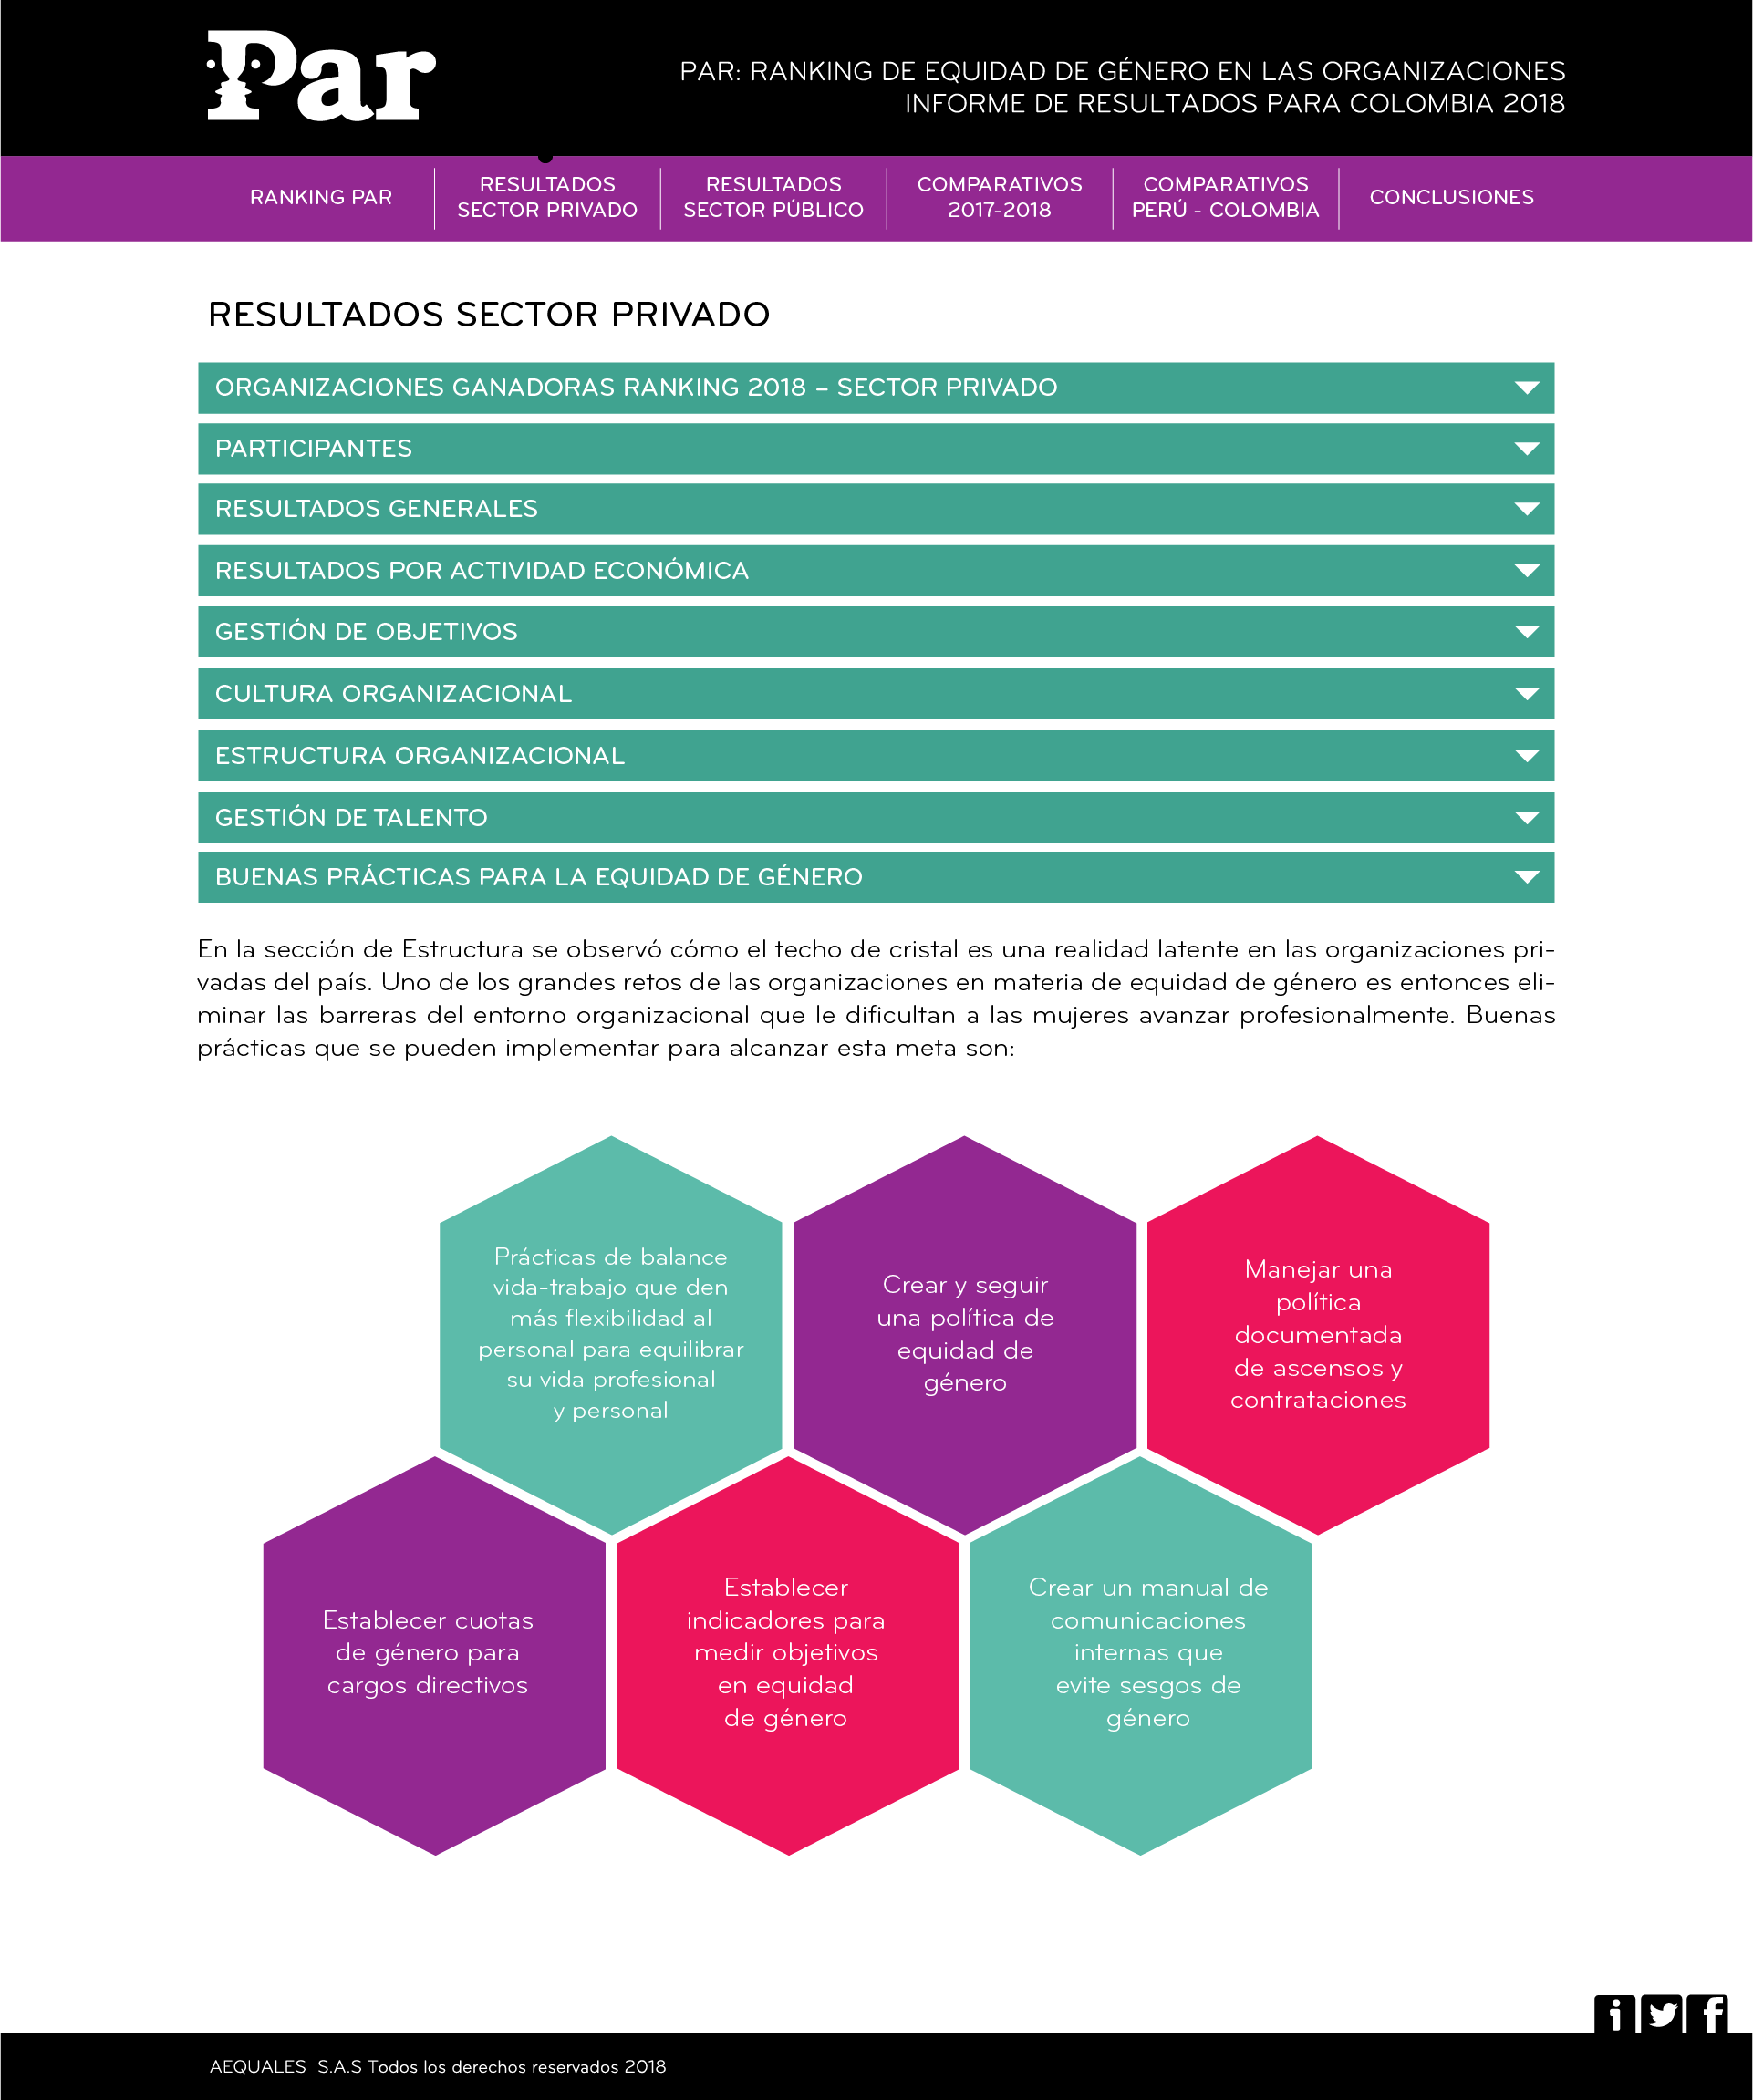 Par
PAR: RANKING DE EQUIDAD DE GÉNERO EN LAS ORGANIZACIONES
INFORME DE RESULTADOS PARA COLOMBIA 2018
RANKING PAR
RESULTADOS
SECTOR PRIVADO
RESULTADOS
SECTOR PÚBLICO
COMPARATIVOS
2017-2018
COMPARATIVOS
PERÚ - COLOMBIA
CONCLUSIONES
RESULTADOS SECTOR PRIVADO
ORGANIZACIONES GANADORAS RANKING 2018 – SECTOR PRIVADO
PARTICIPANTES
RESULTADOS GENERALES
RESULTADOS POR ACTIVIDAD ECONÓMICA
GESTIÓN DE OBJETIVOS
CULTURA ORGANIZACIONAL
ESTRUCTURA ORGANIZACIONAL
GESTIÓN DE TALENTO
BUENAS PRÁCTICAS PARA LA EQUIDAD DE GÉNERO
En la sección de Estructura se observó cómo el techo de cristal es una realidad latente en las organizaciones pri-
vadas del país. Uno de los grandes retos de las organizaciones en materia de equidad de género es entonces eli-
minar las barreras del entorno organizacional que le dificultan a las mujeres avanzar profesionalmente. Buenas
prácticas que se pueden implementar para alcanzar esta meta son:
Prácticas de balance
vida-trabajo que den
más flexibilidad al
personal para equilibrar
su vida profesional
y personal
Crear y seguir
una política de
equidad de
género
Manejar una
política
documentada
de ascensos y
contrataciones
Establecer cuotas
de género para
cargos directivos
Establecer
indicadores para
medir objetivos
en equidad
de género
Crear un manual de
comunicaciones
internas que
evite sesgos de
género
AEQUALES S.A.S Todos los derechos reservados 2018